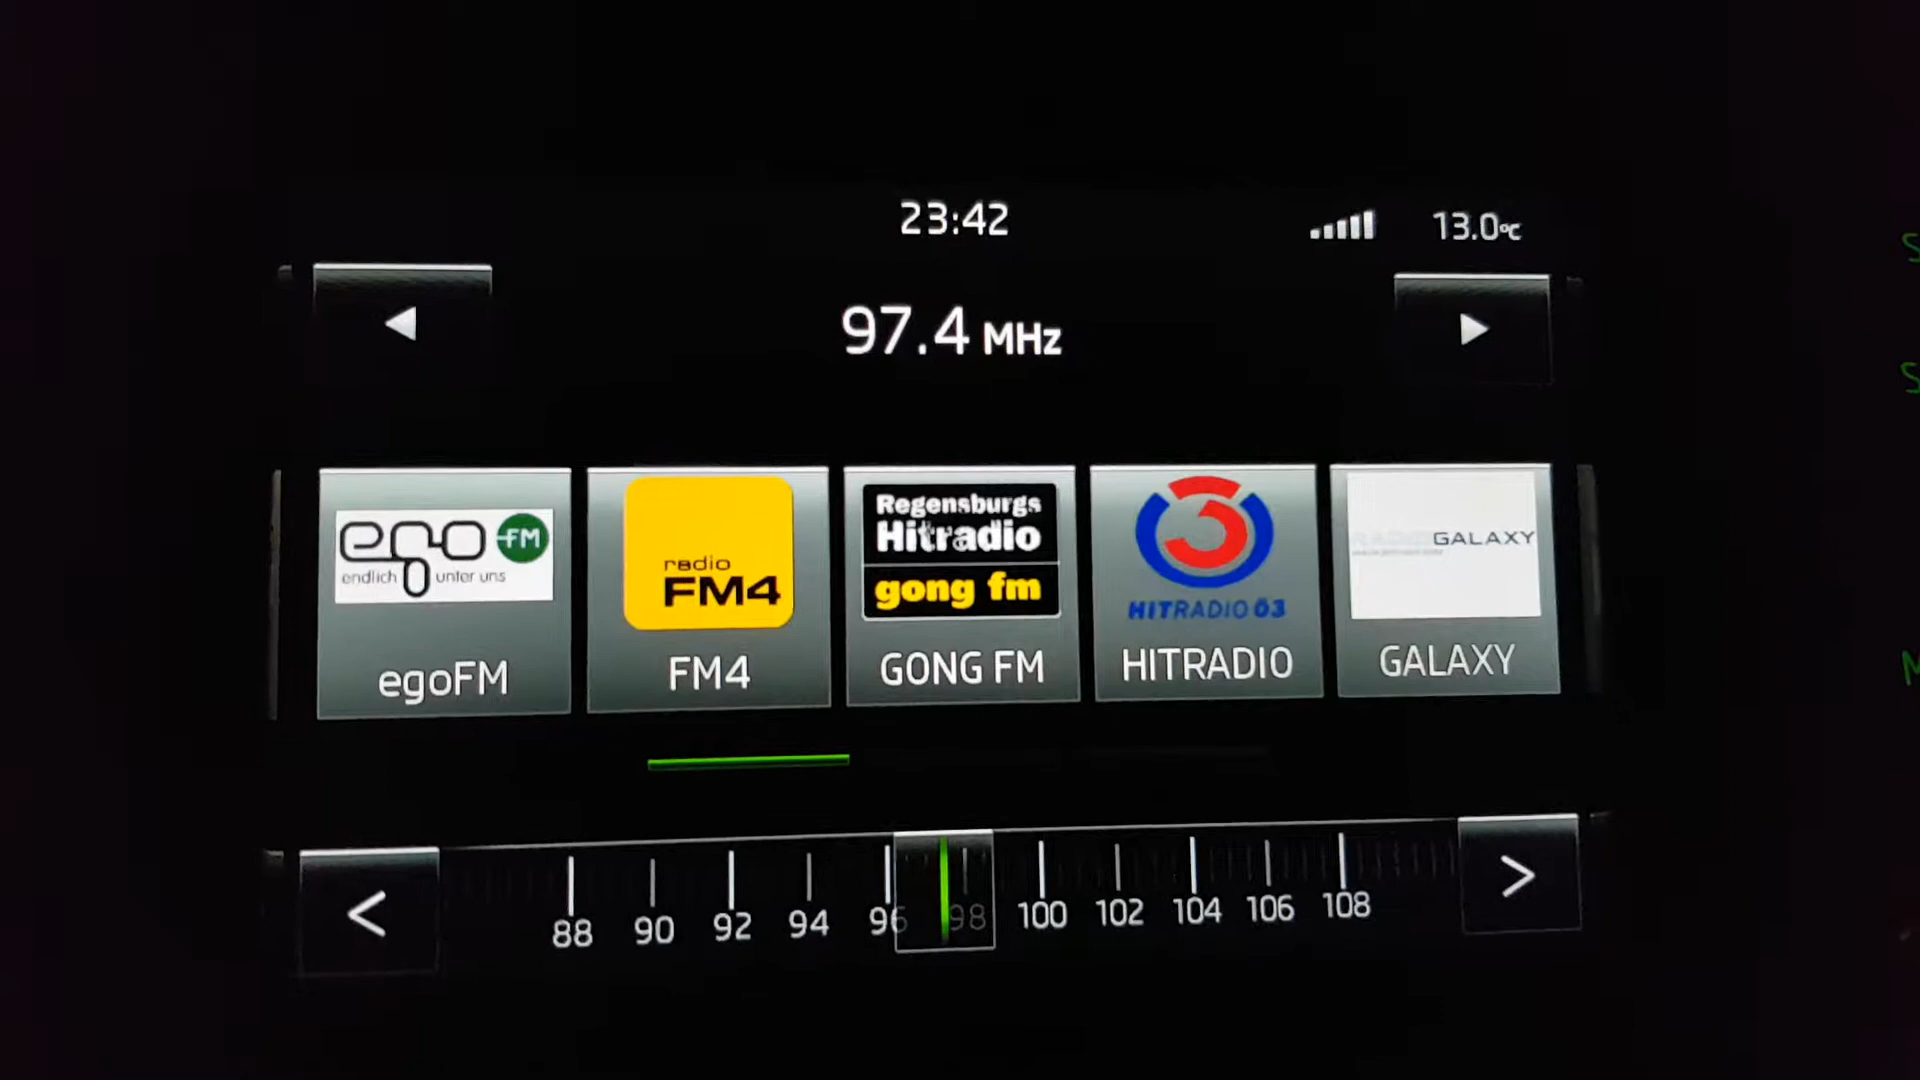 23:42
13.0°C
97.4 MHz
ego FM
endlich unter uns
egoFM
radio
FM4
FM4
Regensburgs
Hitradio
gong fm
GONG FM
3
HITRADIO Ö3
HITRADIO
RADIO GALAXY
GALAXY
88 90 92 94 96 98 100 102 104 106 108